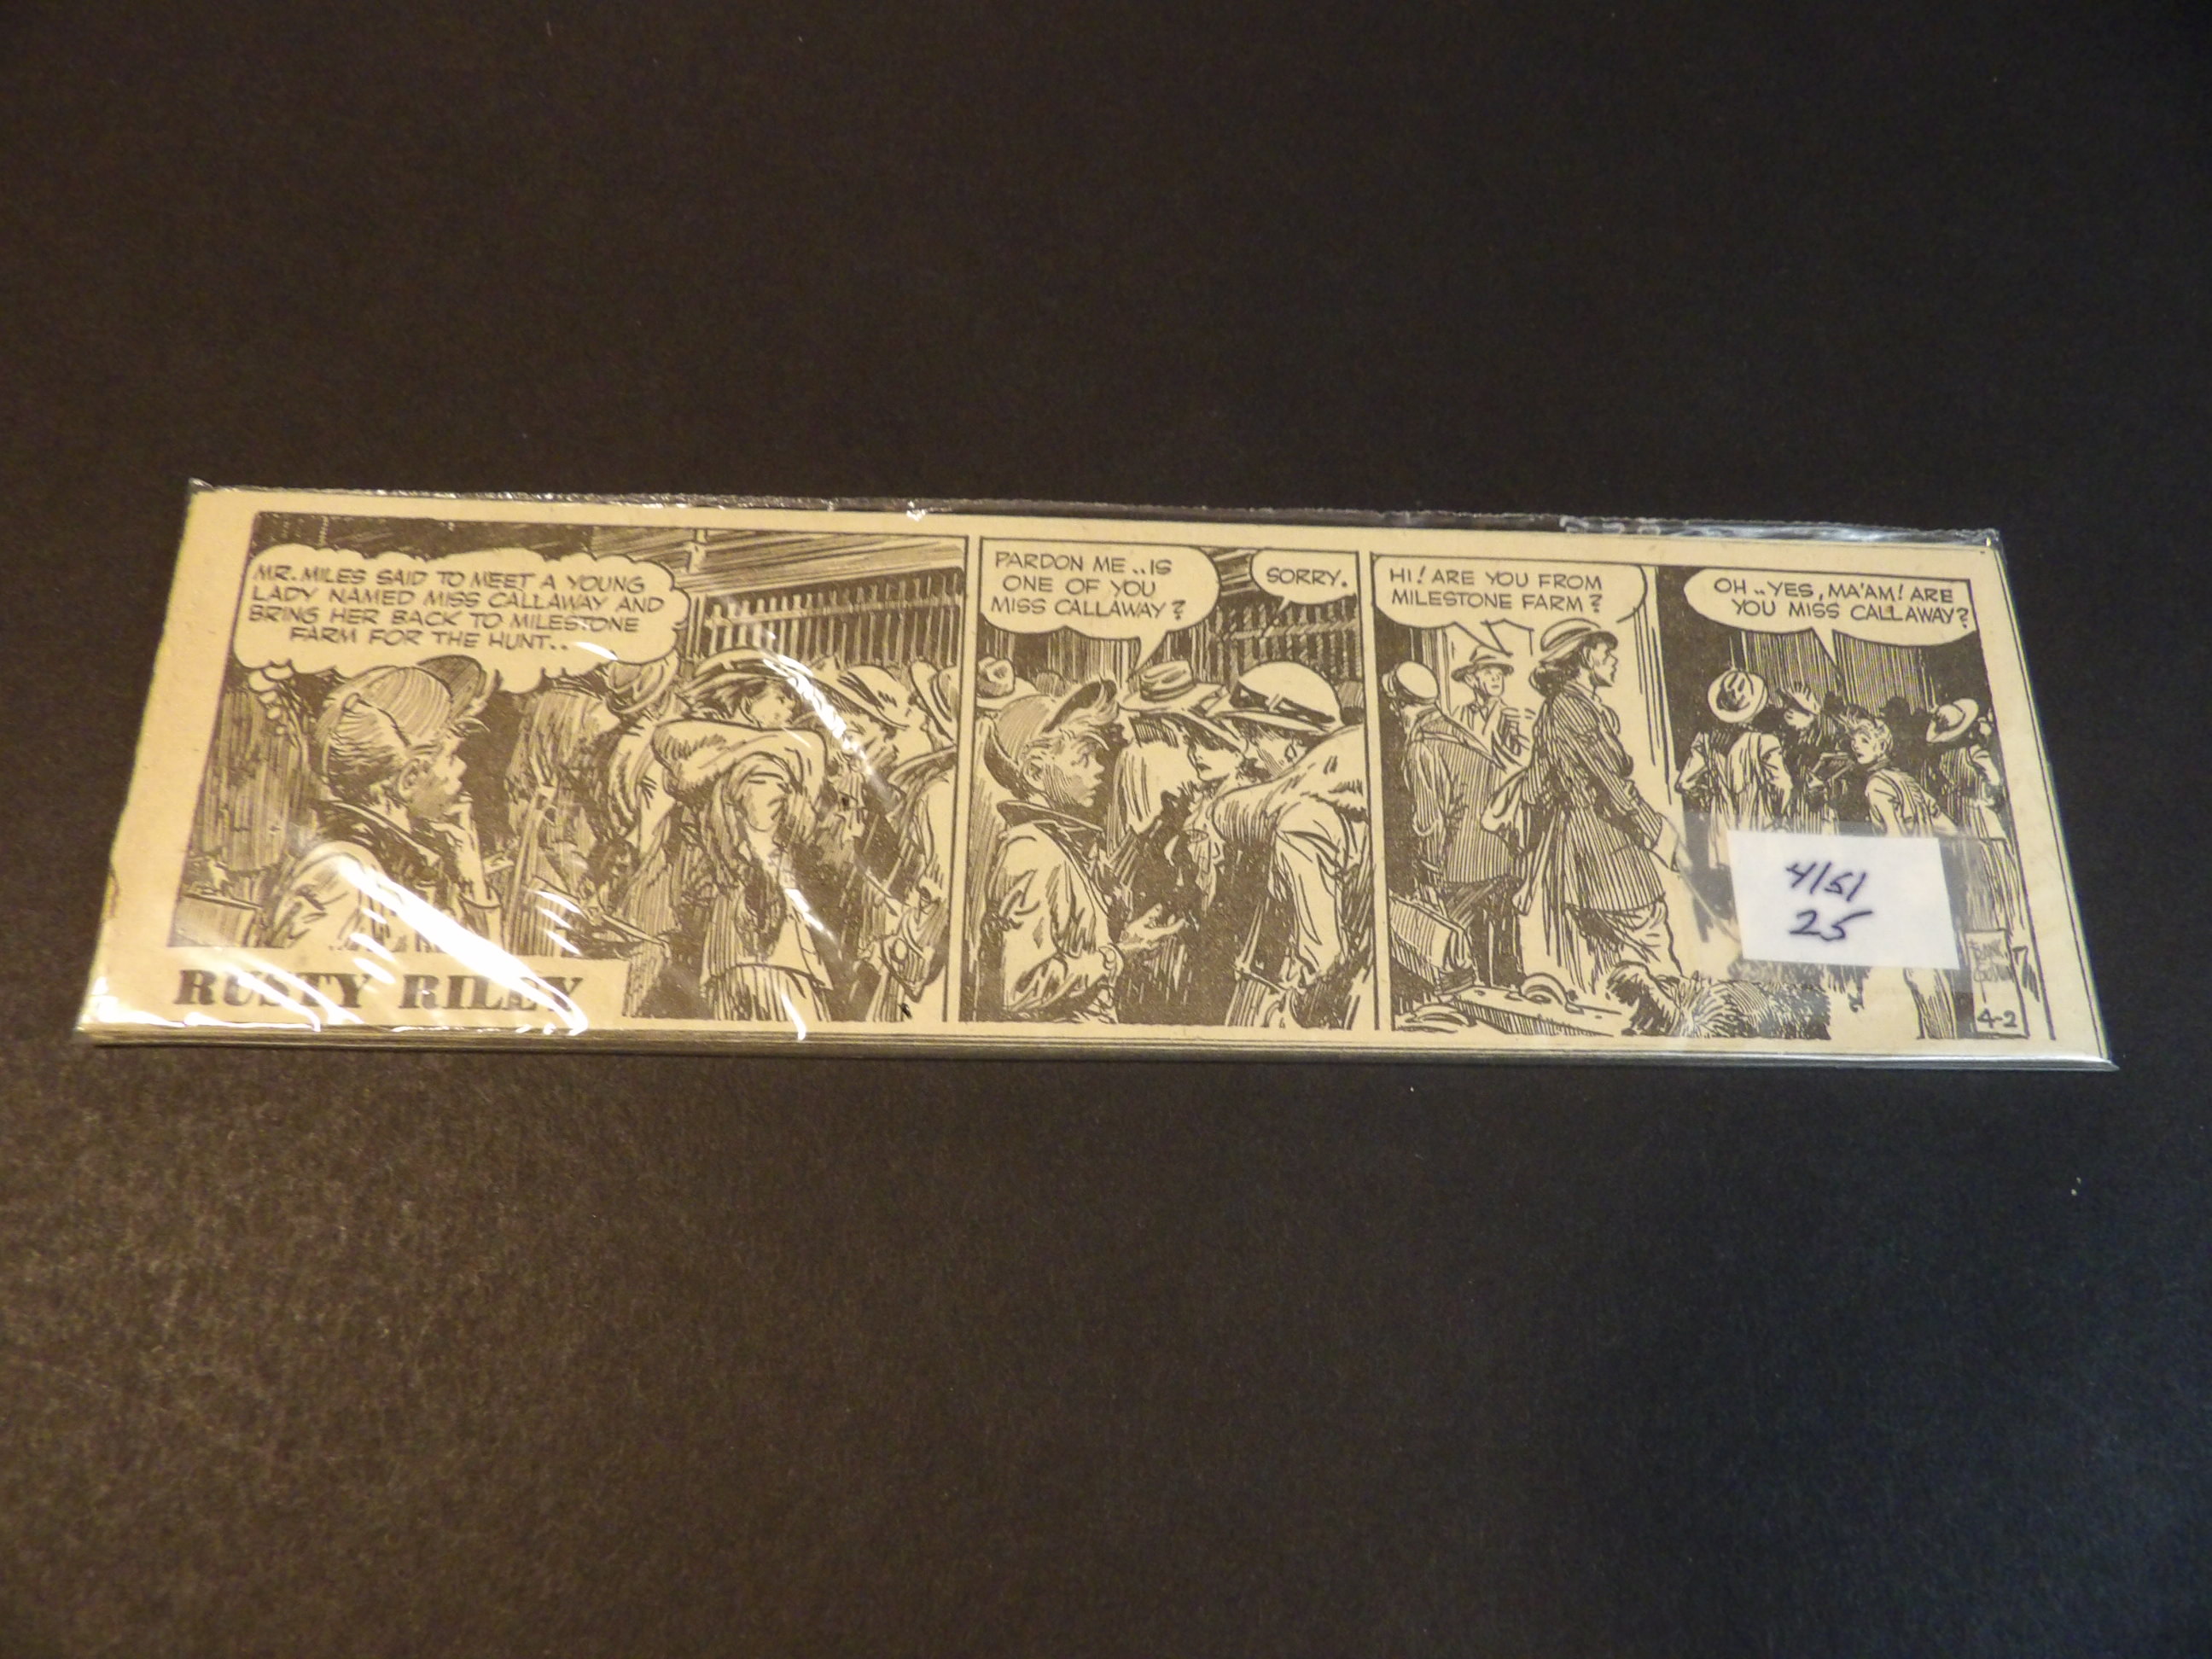 MR. MILES SAID TO MEET A YOUNG
LADY NAMED MISS CALLAWAY AND
BRING HER BACK TO MILESTONE
FARM FOR THE HUNT..
RUSTY RILEY
PARDON ME..IS
ONE OF YOU
MISS CALLAWAY?
SORRY.
HI! ARE YOU FROM
MILESTONE FARM?
OH..YES, MA'AM! ARE
YOU MISS CALLAWAY?
4/51
25
4-2